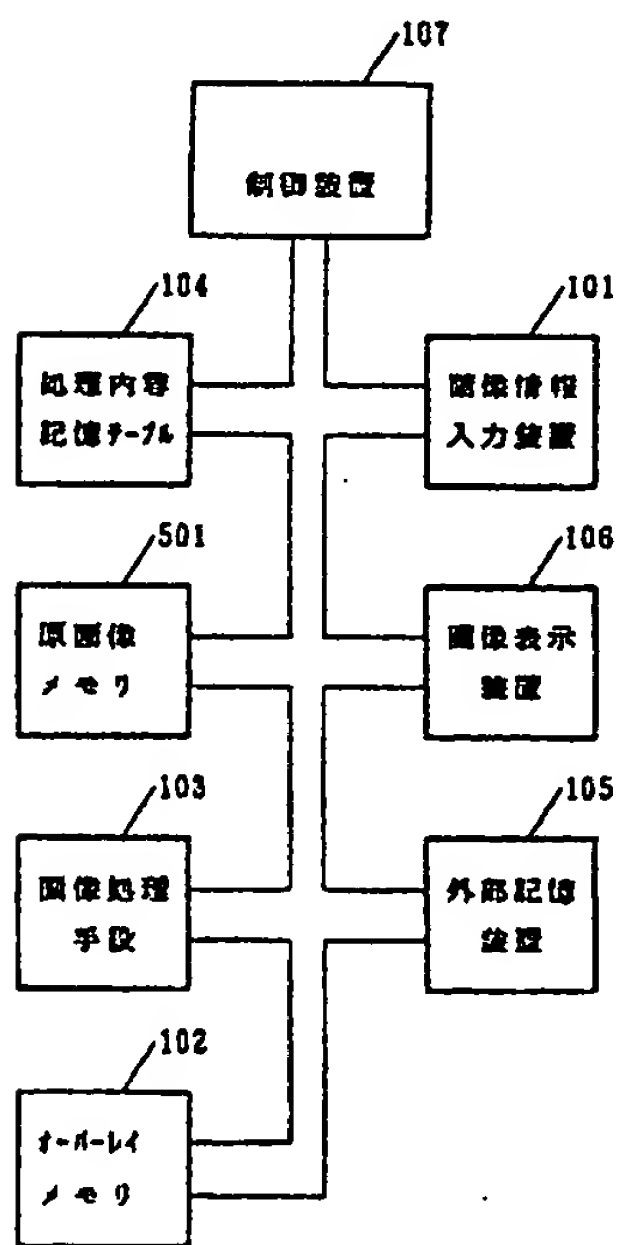 107
制御装置
104
処理内容
記憶テーブル
101
画像情報
入力装置
501
原画像
メモリ
106
画像表示
装置
103
画像処理
手段
105
外部記憶
装置
102
オーバーレイ
メモリ